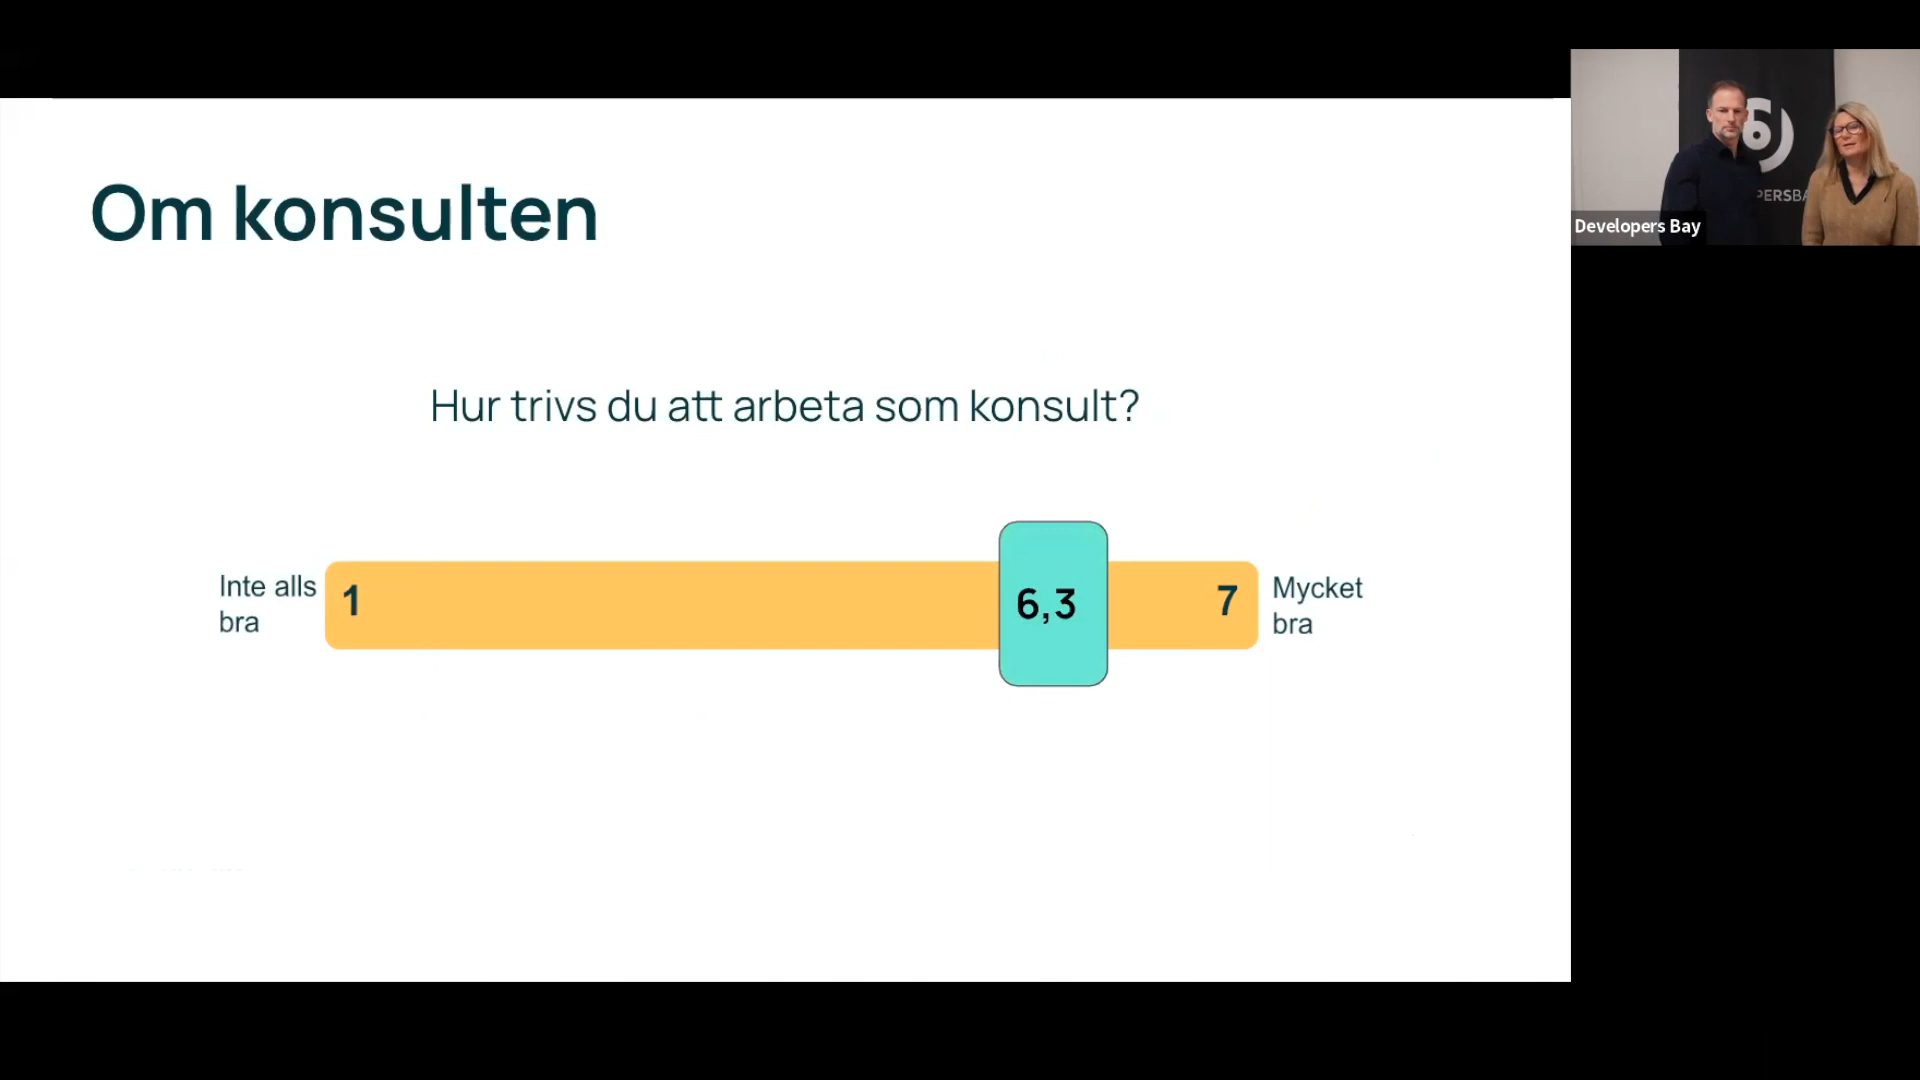 Om konsulten
Hur trivs du att arbeta som konsult?
Inte alls
bra
1
6,3
7
Mycket
bra
PERSBA
Developers Bay